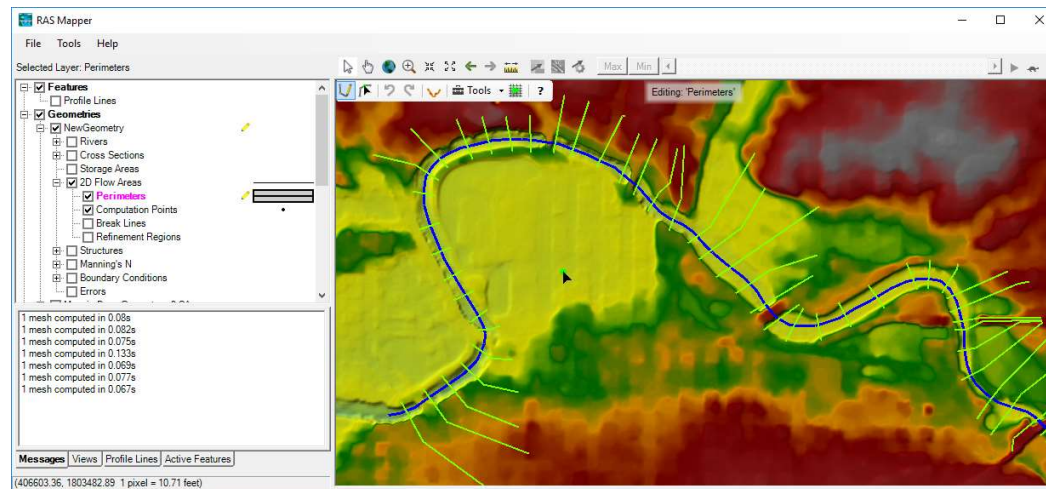 RAS Mapper
File Tools Help
Selected Layer: Perimeters
Max Min
Features
Profile Lines
Geometries
NewGeometry
Rivers
Cross Sections
Storage Areas
2D Flow Areas
Perimeters
Computation Points
Break Lines
Refinement Regions
Structures
Manning's N
Boundary Conditions
Errors
Tools ?
Editing: 'Perimeters'
1 mesh computed in 0.08s
1 mesh computed in 0.082s
1 mesh computed in 0.075s
1 mesh computed in 0.133s
1 mesh computed in 0.069s
1 mesh computed in 0.077s
1 mesh computed in 0.067s
Messages Views Profile Lines Active Features
(406603.36, 1803482.89 1 pixel = 10.71 feet)